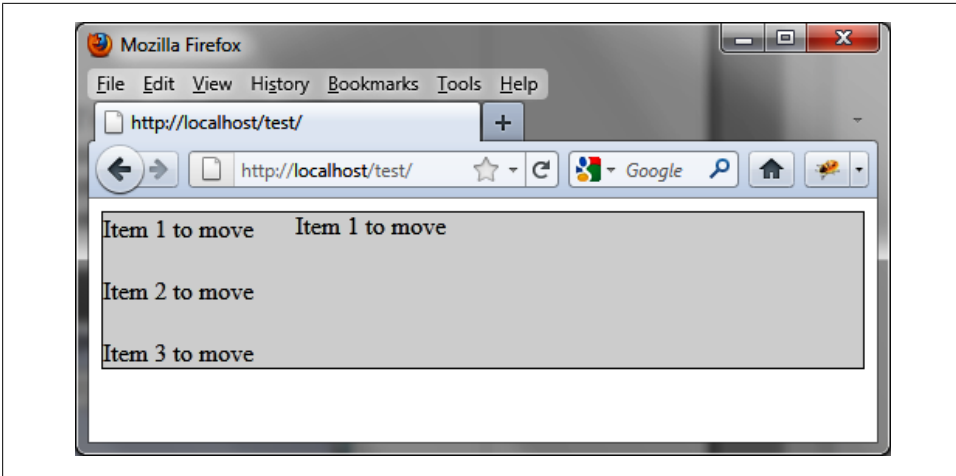 Mozilla Firefox
File Edit View History Bookmarks Tools Help
http://localhost/test/
http://localhost/test/ Google
Item 1 to move Item 1 to move
Item 2 to move
Item 3 to move